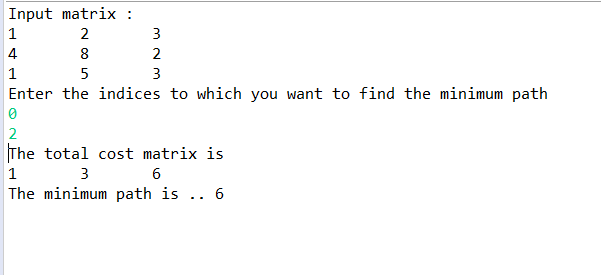 Input matrix :
1 2 3
4 8 2
1 5 3
Enter the indices to which you want to find the minimum path
0
2
The total cost matrix is
1 3 6
The minimum path is .. 6